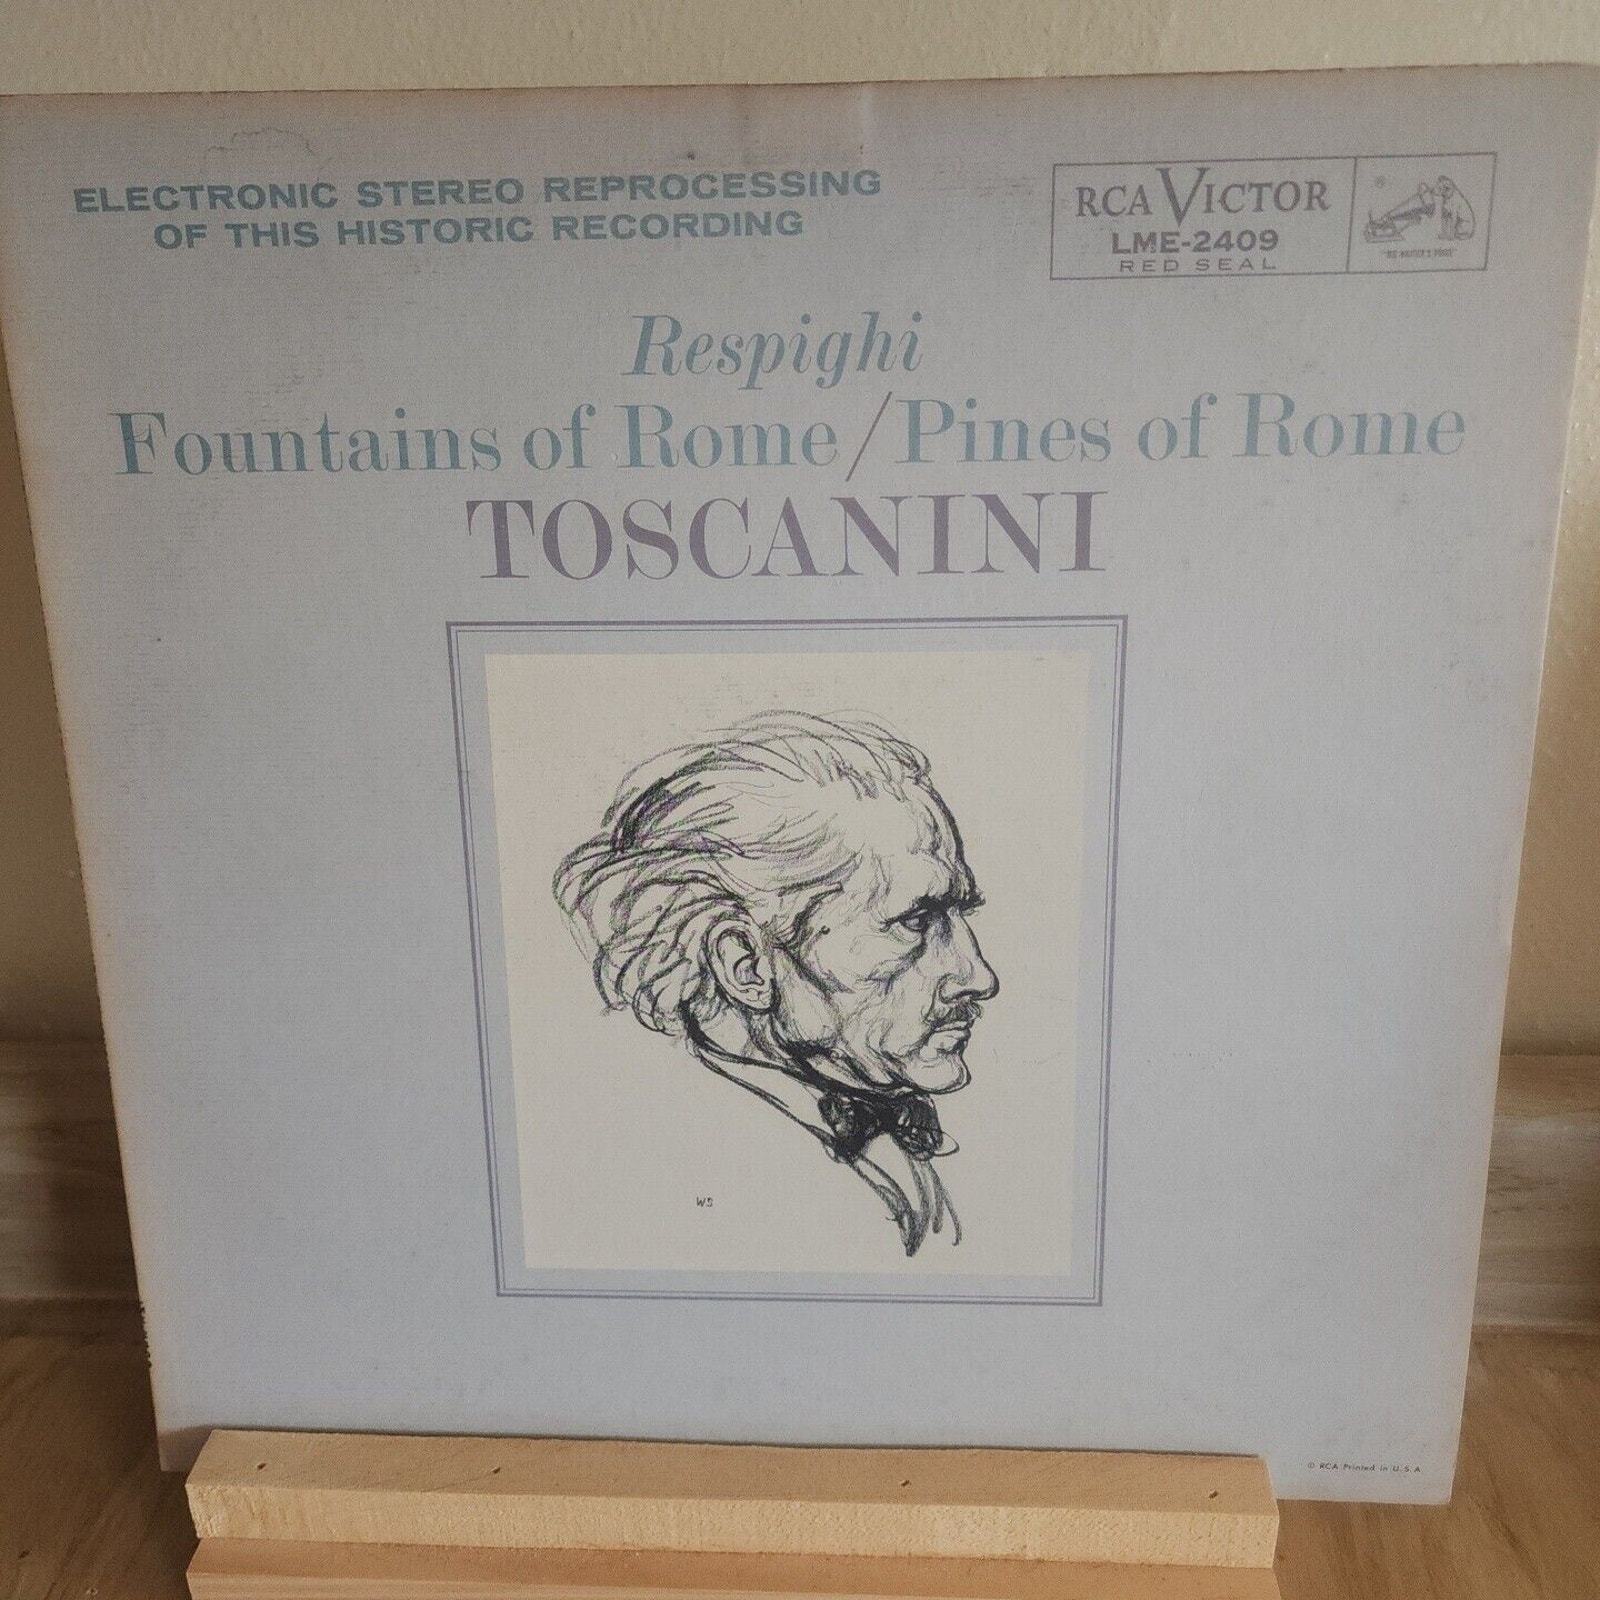 ELECTRONIC STEREO REPROCESSING
OF THIS HISTORIC RECORDING
RCA VICTOR
LME-2409
RED SEAL
®
"HIS MASTER'S VOICE"
Respighi
Fountains of Rome/Pines of Rome
TOSCANINI
WS
© RCA Printed in U.S.A